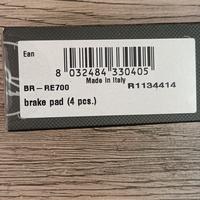 Ean
8 032484 330405
Made in Italy
BR-RE700 R1134414
brake pad (4 pcs.)